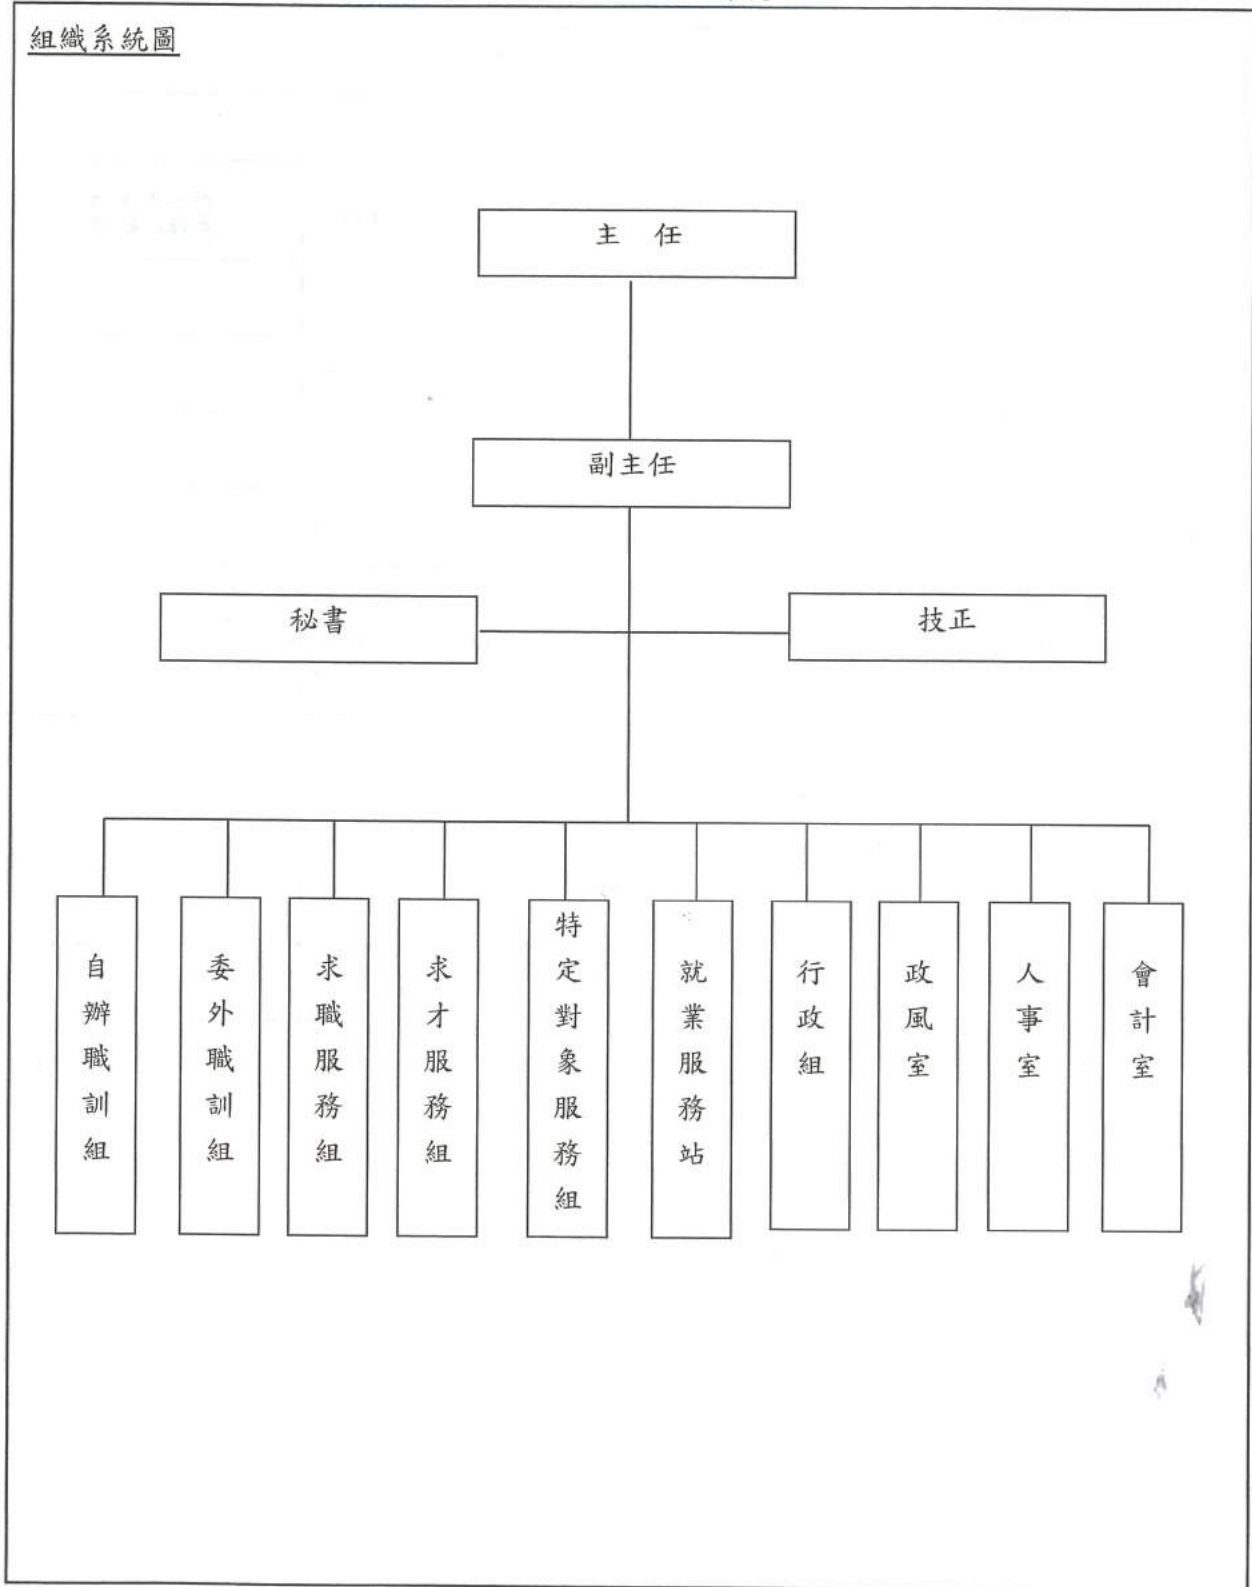 組織系統圖
主 任
副主任
秘書
技正
自辦職訓組
委外職訓組
求職服務組
求才服務組
特定對象服務組
就業服務站
行政組
政風室
人事室
會計室